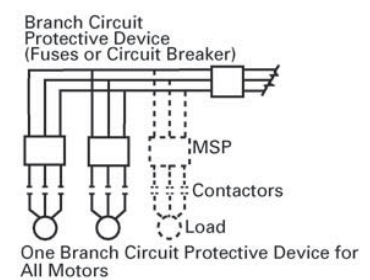 Branch Circuit
Protective Device
(Fuses or Circuit Breaker)
MSP
Contactors
Load
One Branch Circuit Protective Device for
All Motors